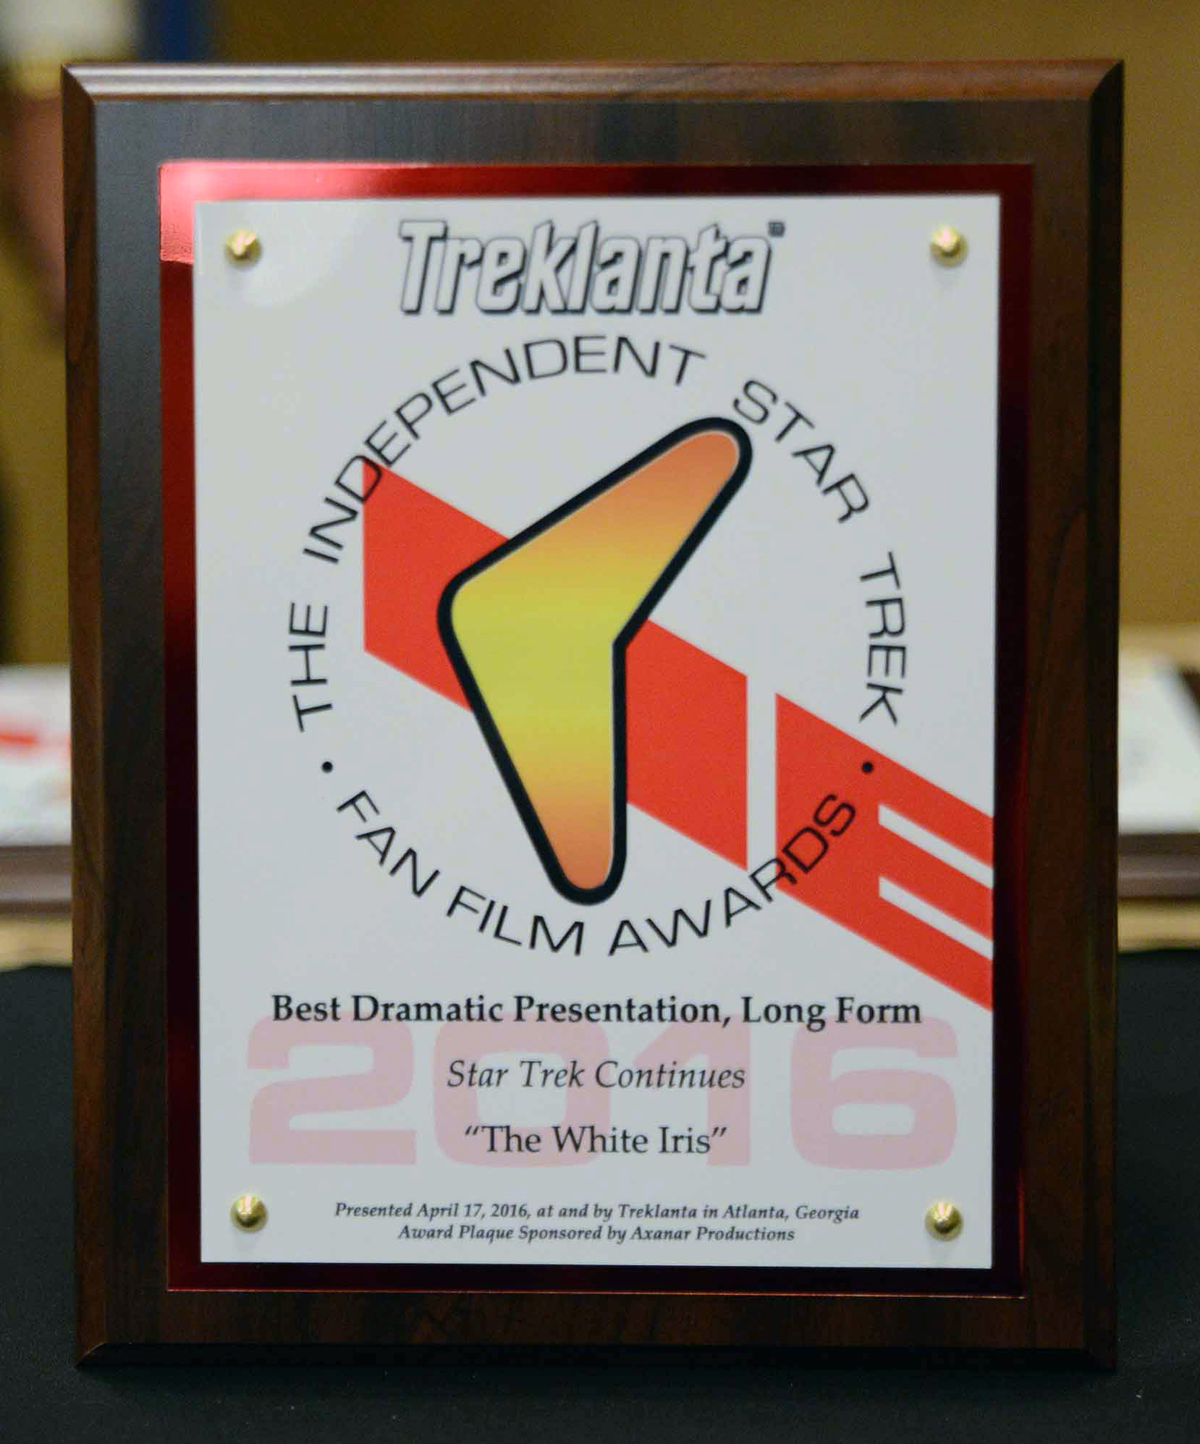 Treklanta™
THE INDEPENDENT STAR TREK
• FAN FILM AWARDS •
Best Dramatic Presentation, Long Form
2016
Star Trek Continues
“The White Iris”
Presented April 17, 2016, at and by Treklanta in Atlanta, Georgia
Award Plaque Sponsored by Axanar Productions